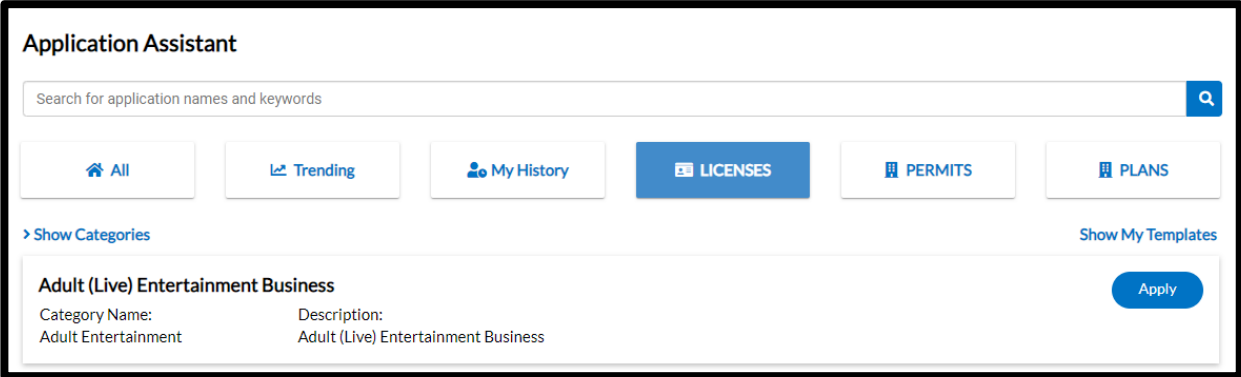 Application Assistant
Search for application names and keywords
All Trending My History LICENSES PERMITS PLANS
Show Categories Show My Templates
Adult (Live) Entertainment Business Apply
Category Name: Description:
Adult Entertainment Adult (Live) Entertainment Business